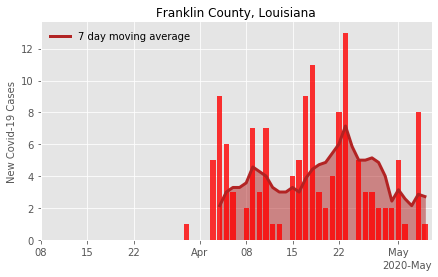 Franklin County, Louisiana
7 day moving average
New Covid-19 Cases
12
10
8
6
4
2
0
08 15 22 Apr 08 15 22 May
2020-May